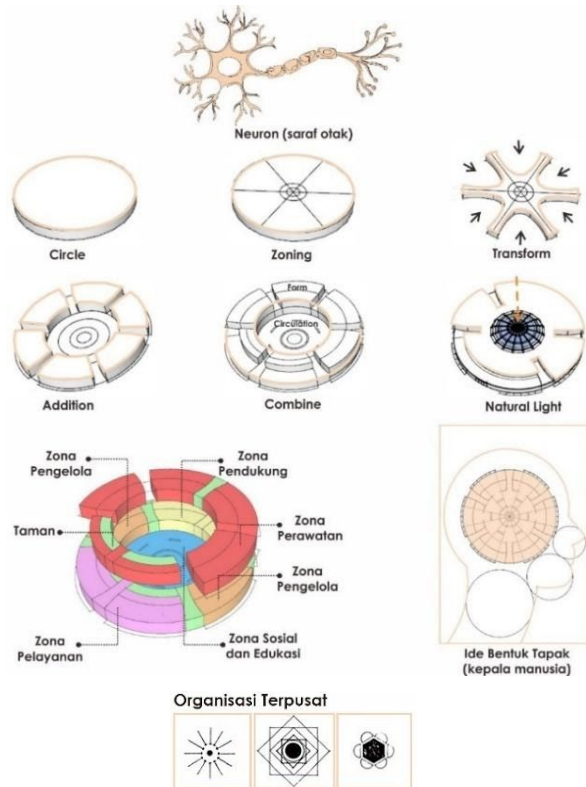 Neuron (saraf otak)
Circle
Zoning
Transform
Form
Circulation
Addition
Combine
Natural Light
Zona
Pengelola
Zona
Pendukung
Taman
Zona
Perawatan
Zona
Pengelola
Zona
Pelayanan
Zona Sosial
dan Edukasi
Ide Bentuk Tapak
(kepala manusia)
Organisasi Terpusat